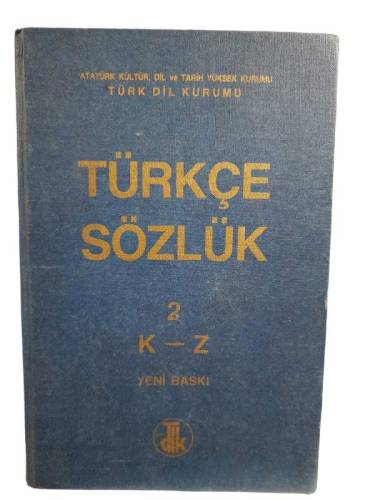 ATATÜRK KÜLTÜR, DİL ve TARİH YÜKSEK KURUMU
TÜRK DİL KURUMU
TÜRKÇE
SÖZLÜK
2
K — Z
YENİ BASKI
TDK